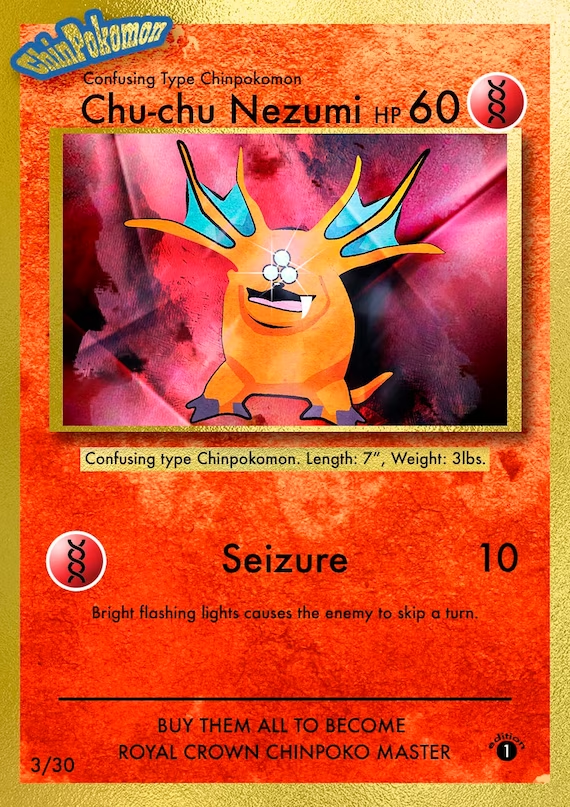 ChinPokomon
Confusing Type Chinpokomon
Chu-chu Nezumi HP 60
Confusing type Chinpokomon. Length: 7”, Weight: 3lbs.
Seizure 10
Bright flashing lights causes the enemy to skip a turn.
BUY THEM ALL TO BECOME
ROYAL CROWN CHINPOKO MASTER
edition
1
3/30